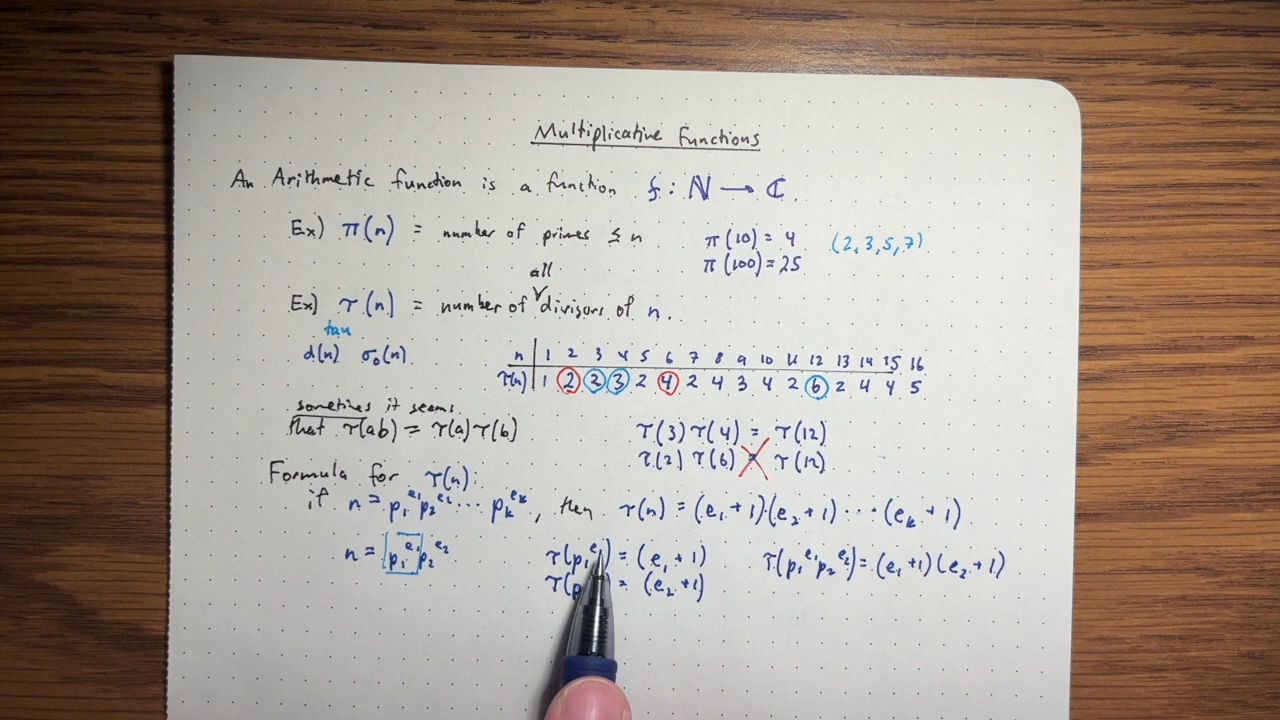 Multiplicative Functions
An Arithmetic function is a function f : ℕ → ℂ
Ex) π(n) = number of primes ≤ n π(10) = 4 (2,3,5,7)
π(100) = 25
all
Ex) τ(n) = number of divisors of n.
tau
d(n) σ₀(n)
n 1 2 3 4 5 6 7 8 9 10 11 12 13 14 15 16
τ(n) 1 2 2 3 2 4 2 4 3 4 2 6 2 4 4 5
sometimes it seems
that τ(ab) = τ(a)τ(b)
τ(3)τ(4) = τ(12)
τ(2) τ(6) = τ(12)
Formula for τ(n):
if n = p₁^e₁ p₂^e₂ ⋯ pₖ^eₖ, then τ(n) = (e₁+1)·(e₂+1) ⋯ (eₖ+1)
n = p₁^e₁ p₂^e₂ τ(p₁^e₁) = (e₁+1) τ(p₁^e₁ p₂^e₂) = (e₁+1)(e₂+1)
τ(p = (e₂+1)